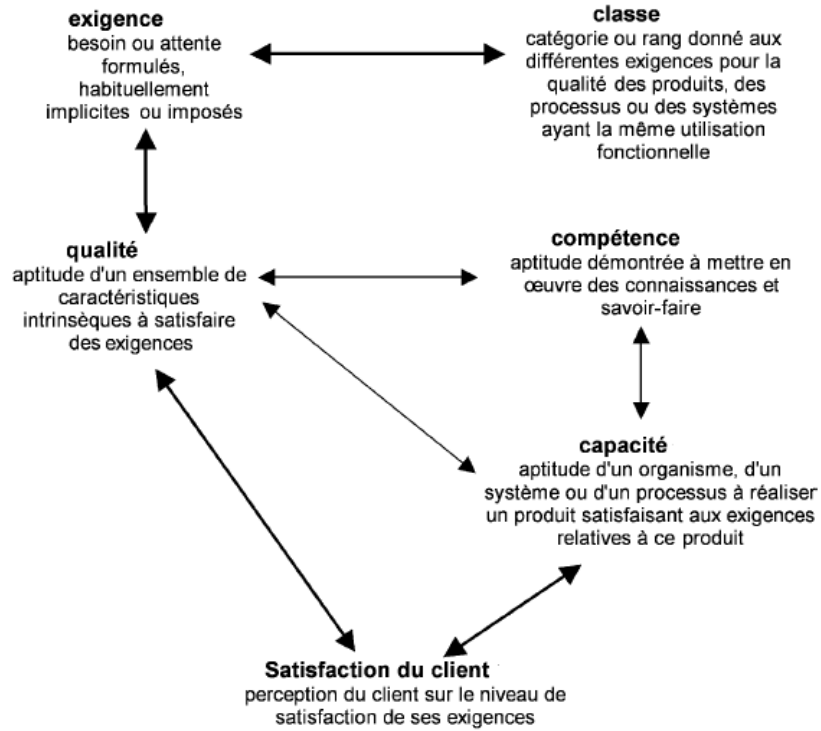 exigence
besoin ou attente
formulés,
habituellement
implicites ou imposés
classe
catégorie ou rang donné aux
différentes exigences pour la
qualité des produits, des
processus ou des systèmes
ayant la même utilisation
fonctionnelle
qualité
aptitude d'un ensemble de
caractéristiques
intrinsèques à satisfaire
des exigences
compétence
aptitude démontrée à mettre en
œuvre des connaissances et
savoir-faire
capacité
aptitude d'un organisme, d'un
système ou d'un processus à réaliser
un produit satisfaisant aux exigences
relatives à ce produit
Satisfaction du client
perception du client sur le niveau de
satisfaction de ses exigences